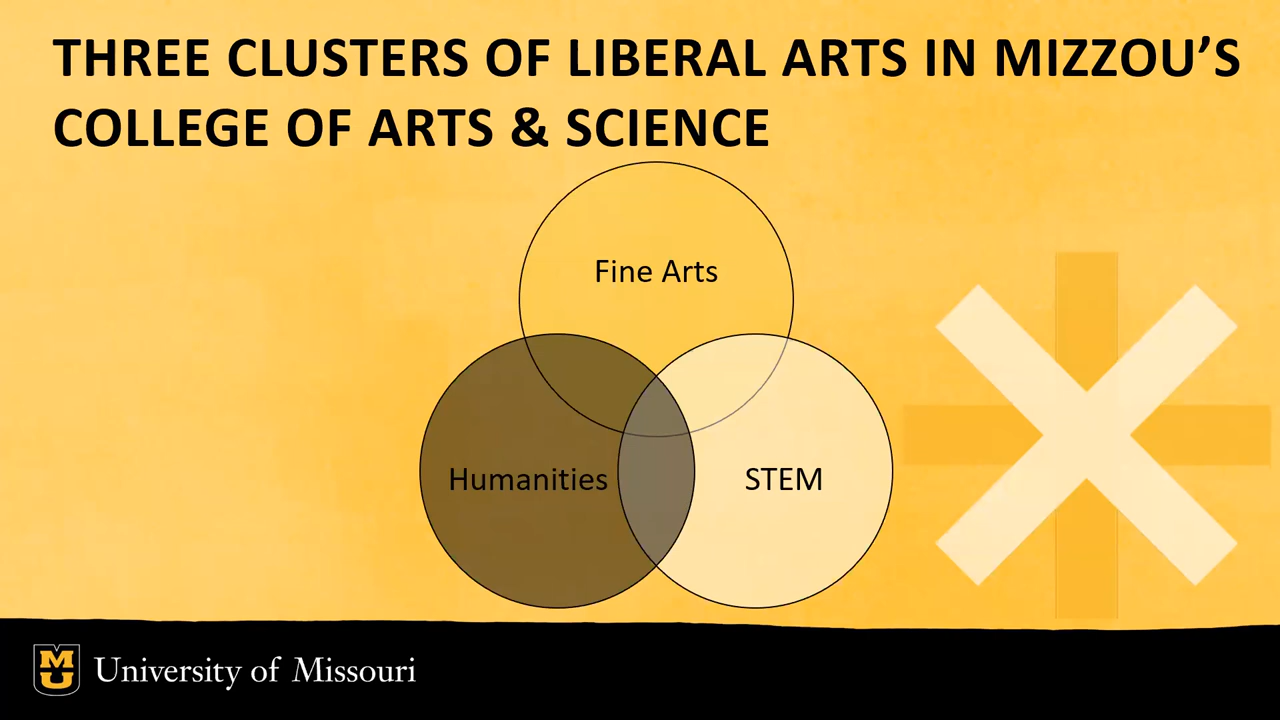 THREE CLUSTERS OF LIBERAL ARTS IN MIZZOU’S
COLLEGE OF ARTS & SCIENCE
Fine Arts
Humanities
STEM
MU
University of Missouri